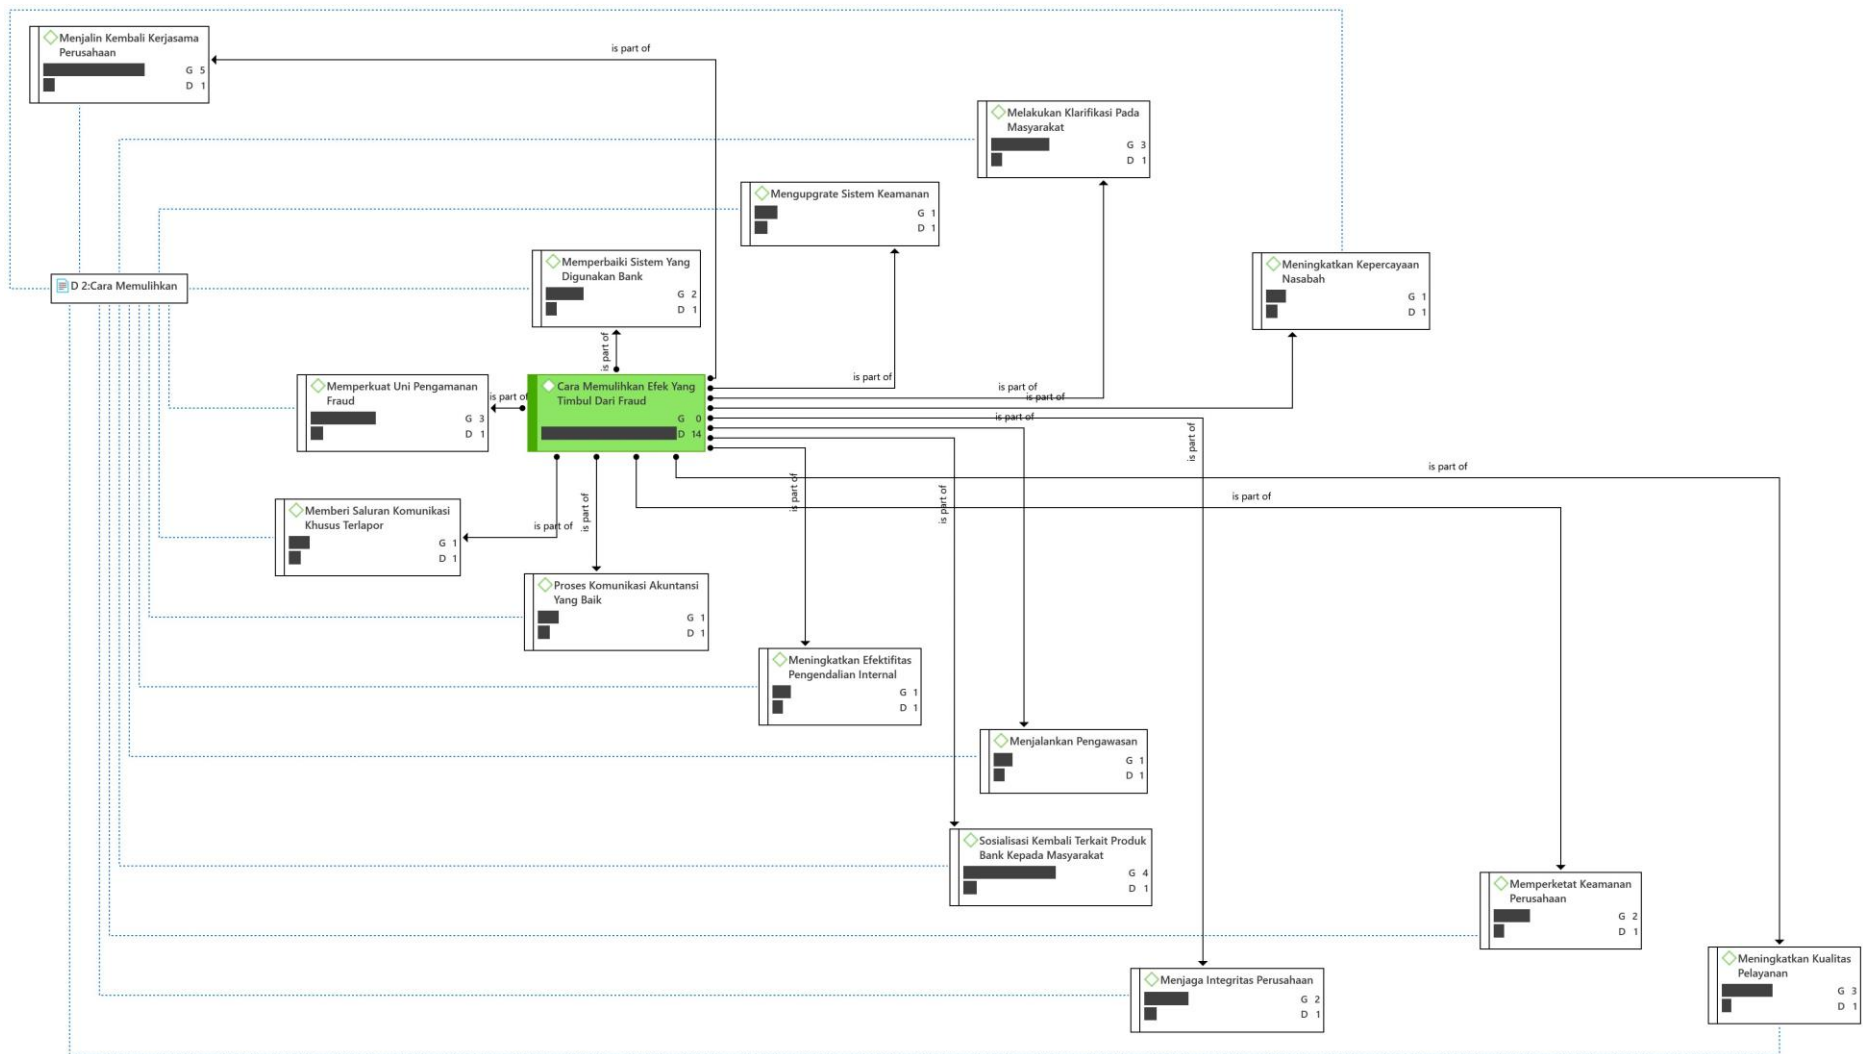 Menjalin Kembali Kerjasama
Perusahaan
G 5
D 1
is part of
Melakukan Klarifikasi Pada
Masyarakat
G 3
D 1
Mengupgrate Sistem Keamanan
G 1
D 1
Memperbaiki Sistem Yang
Digunakan Bank
G 2
D 1
Meningkatkan Kepercayaan
Nasabah
G 1
D 1
D 2:Cara Memulihkan
is part of
Memperkuat Uni Pengamanan
Fraud
G 3
D 1
is part of
Cara Memulihkan Efek Yang
Timbul Dari Fraud
G 0
D 14
is part of
is part of
is part of
is part of
is part of
is part of
is part of
is part of
is part of
Memberi Saluran Komunikasi
Khusus Terlapor
G 1
D 1
is part of
is part of
Proses Komunikasi Akuntansi
Yang Baik
G 1
D 1
Meningkatkan Efektifitas
Pengendalian Internal
G 1
D 1
Menjalankan Pengawasan
G 1
D 1
Sosialisasi Kembali Terkait Produk
Bank Kepada Masyarakat
G 4
D 1
Memperketat Keamanan
Perusahaan
G 2
D 1
Meningkatkan Kualitas
Pelayanan
G 3
D 1
Menjaga Integritas Perusahaan
G 2
D 1